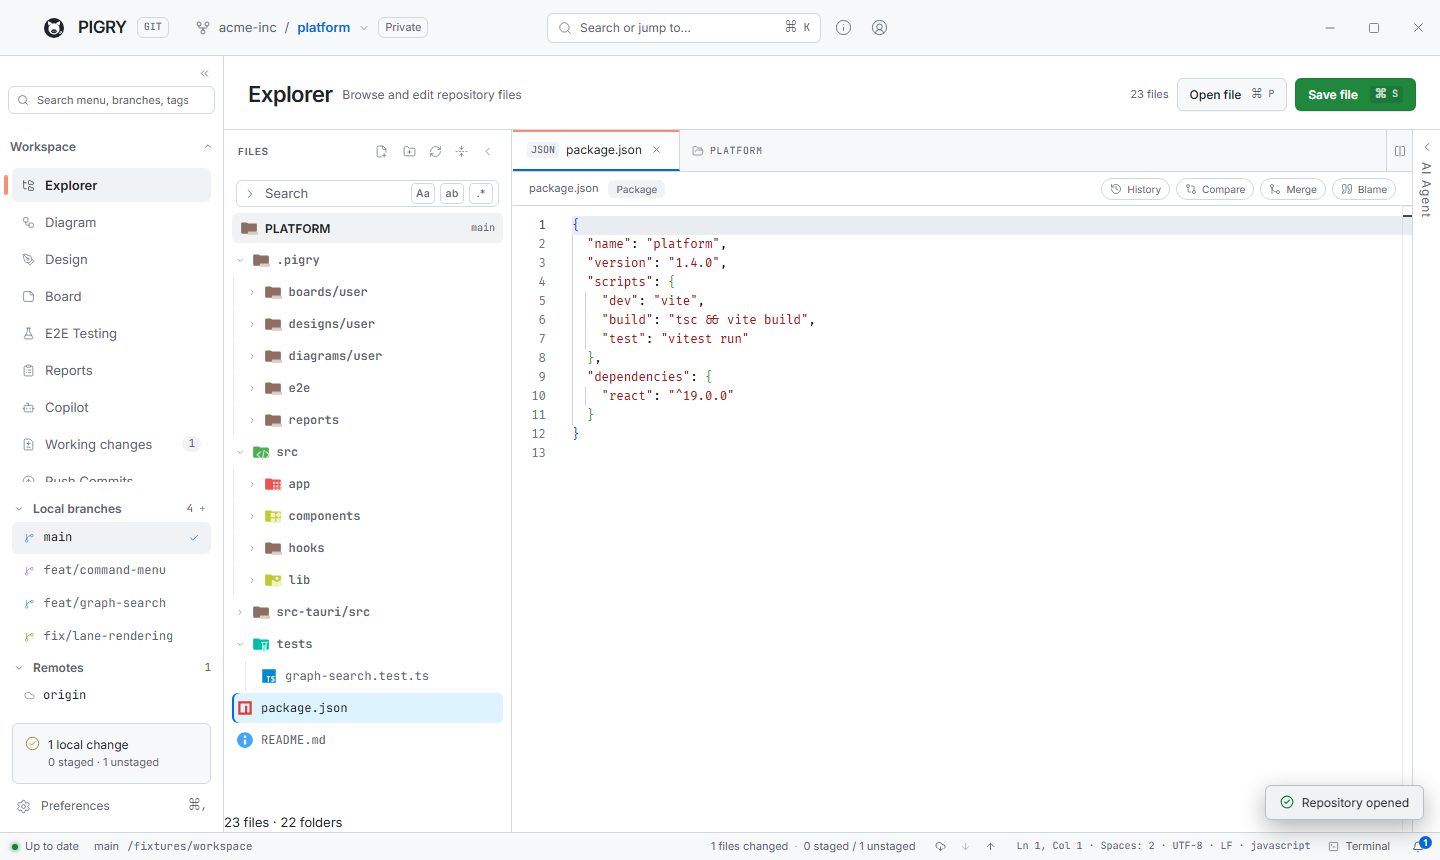 PIGRY GIT acme-inc / platform Private
Search or jump to... ⌘ K
Search menu, branches, tags
Workspace
Explorer
Diagram
Design
Board
E2E Testing
Reports
Copilot
Working changes 1
Push Commits
Local branches 4 +
main
feat/command-menu
feat/graph-search
fix/lane-rendering
Remotes 1
origin
1 local change
0 staged · 1 unstaged
Preferences ⌘,
Explorer Browse and edit repository files
23 files Open file ⌘ P Save file ⌘ S
FILES
Search Aa ab .*
PLATFORM main
.pigry
boards/user
designs/user
diagrams/user
e2e
reports
src
app
components
hooks
lib
src-tauri/src
tests
TS graph-search.test.ts
package.json
README.md
23 files · 22 folders
JSON package.json PLATFORM
package.json Package History Compare Merge Blame
1 {
2 "name": "platform",
3 "version": "1.4.0",
4 "scripts": {
5 "dev": "vite",
6 "build": "tsc && vite build",
7 "test": "vitest run"
8 },
9 "dependencies": {
10 "react": "^19.0.0"
11 }
12 }
13
AI Agent
Repository opened
Up to date main /fixtures/workspace 1 files changed · 0 staged / 1 unstaged Ln 1, Col 1 · Spaces: 2 · UTF-8 · LF · javascript Terminal 1